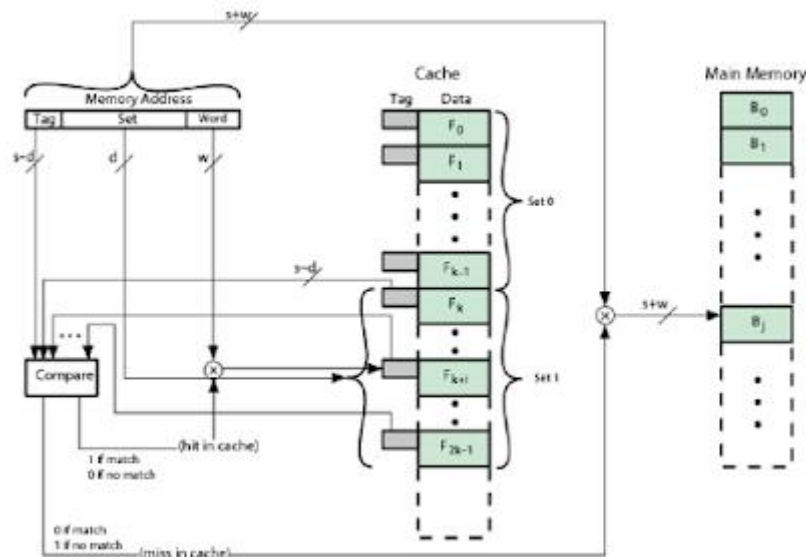 s+w
Cache
Main Memory
Memory Address
Tag Data
Tag Set Word
F0
B0
F1
B1
s–d
d
w
Set 0
s–d
Fk–1
Fk
s+w
Bj
Compare
Fk+i
Set 1
(hit in cache)
1 if match
0 if no match
F2k–1
0 if match
1 if no match
(miss in cache)